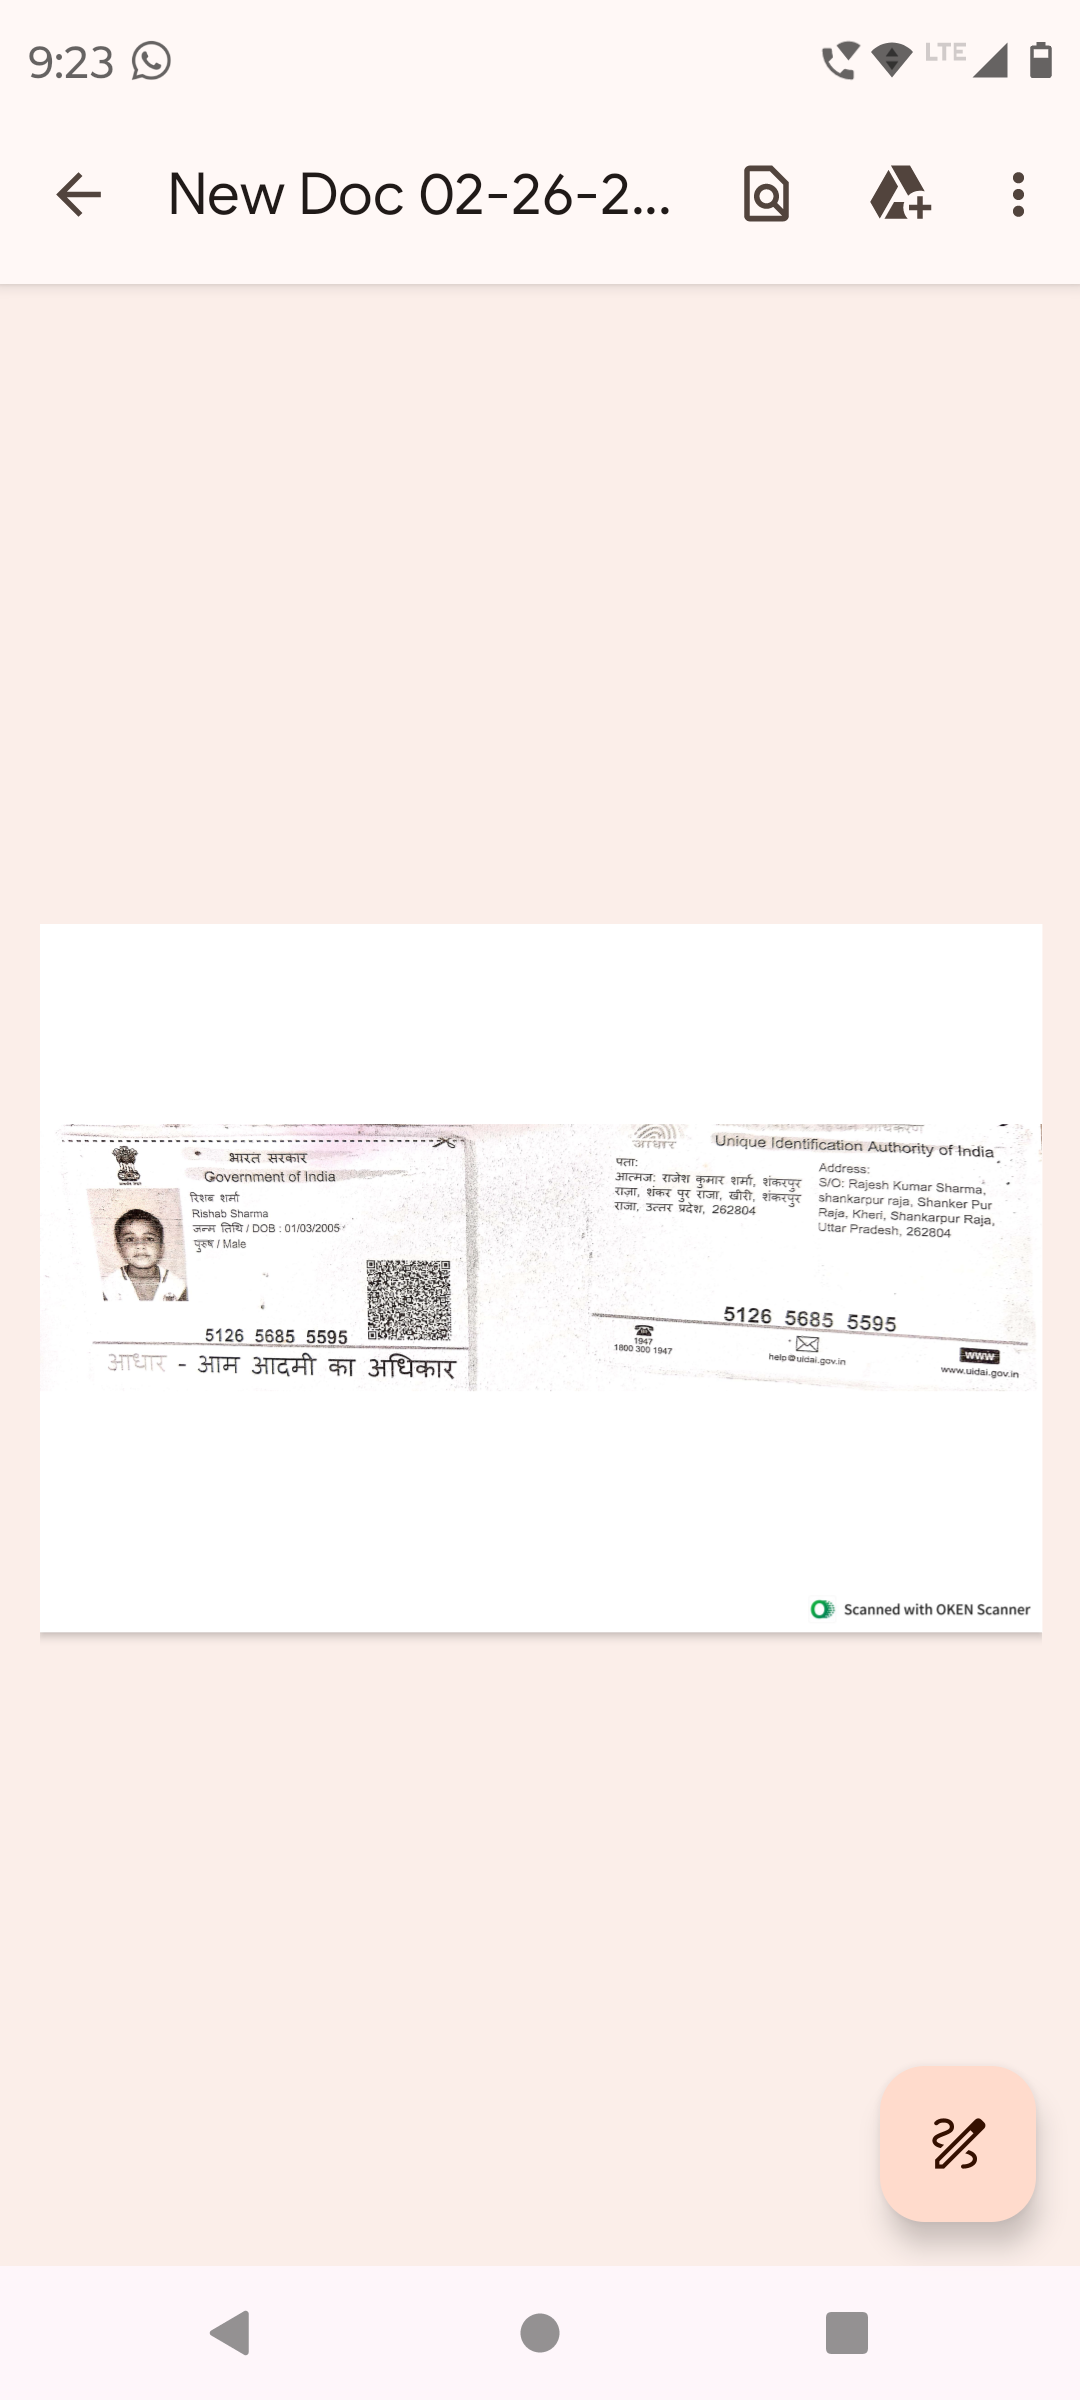 9:23
LTE
New Doc 02-26-2...
भारत सरकार
Government of India
रिशब शर्मा
Rishab Sharma
जन्म तिथि / DOB : 01/03/2005
पुरुष / Male
5126 5685 5595
आधार - आम आदमी का अधिकार
आधार
Unique Identification Authority of India
पता:
आत्मज: राजेश कुमार शर्मा, शंकरपुर
राजा, शंकर पुर राजा, खीरी, शंकरपुर
राजा, उत्तर प्रदेश, 262804
Address:
S/O: Rajesh Kumar Sharma,
shankarpur raja, Shanker Pur
Raja, Kheri, Shankarpur Raja,
Uttar Pradesh, 262804
5126 5685 5595
1947
1800 300 1947
help@uidai.gov.in
www
www.uidai.gov.in
Scanned with OKEN Scanner